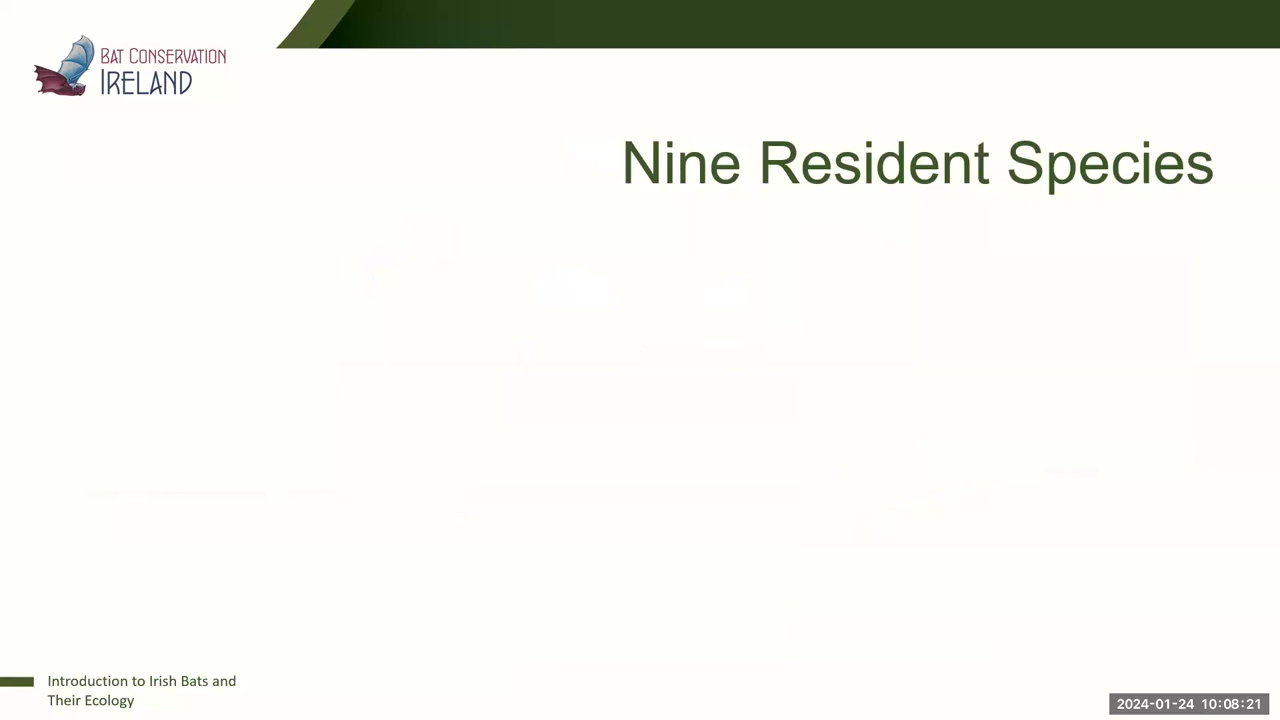 BAT CONSERVATION
IRELAND
Nine Resident Species
Introduction to Irish Bats and
Their Ecology
2024-01-24 10:08:21